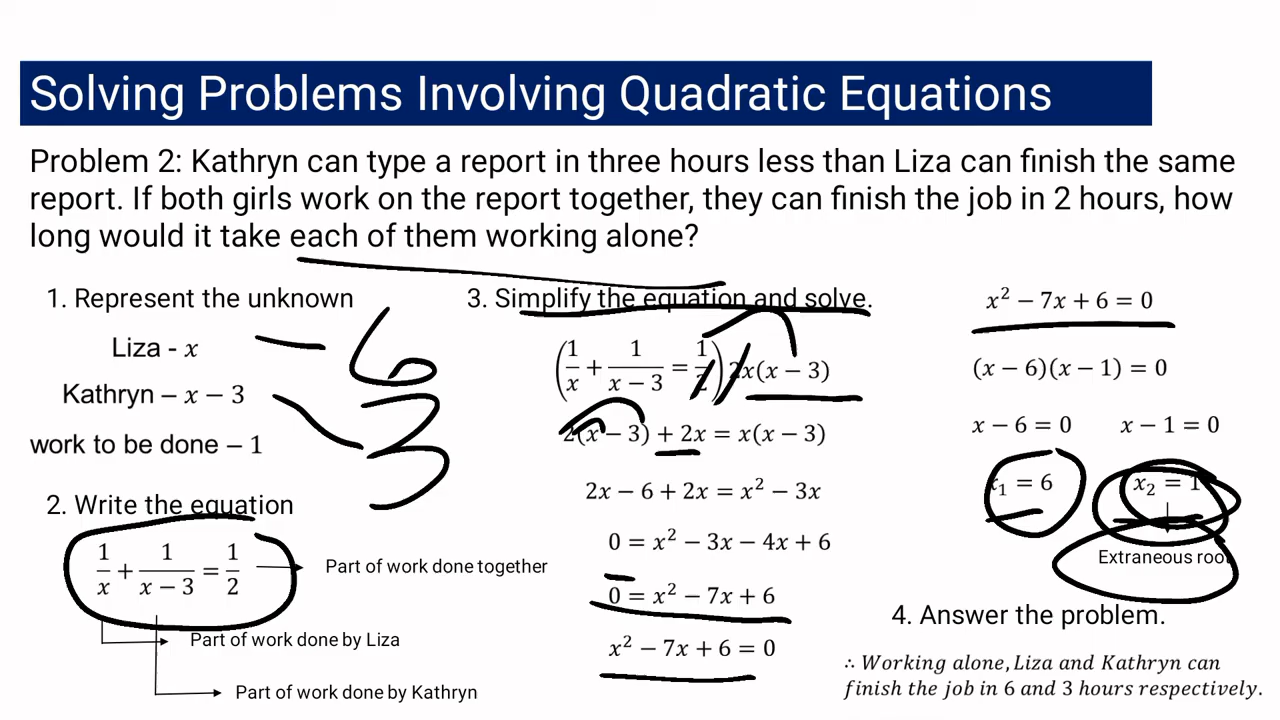 Solving Problems Involving Quadratic Equations
Problem 2: Kathryn can type a report in three hours less than Liza can finish the same
report. If both girls work on the report together, they can finish the job in 2 hours, how
long would it take each of them working alone?
1. Represent the unknown
Liza - x
Kathryn – x − 3
work to be done – 1
6
3
2. Write the equation
1/x + 1/(x − 3) = 1/2
Part of work done together
Part of work done by Liza
Part of work done by Kathryn
3. Simplify the equation and solve.
(1/x + 1/(x − 3) = 1/2) 2x(x − 3)
2(x − 3) + 2x = x(x − 3)
2x − 6 + 2x = x² − 3x
0 = x² − 3x − 4x + 6
0 = x² − 7x + 6
x² − 7x + 6 = 0
x² − 7x + 6 = 0
(x − 6)(x − 1) = 0
x − 6 = 0 x − 1 = 0
x₁ = 6 x₂ = 1
Extraneous root
4. Answer the problem.
∴ Working alone, Liza and Kathryn can
finish the job in 6 and 3 hours respectively.